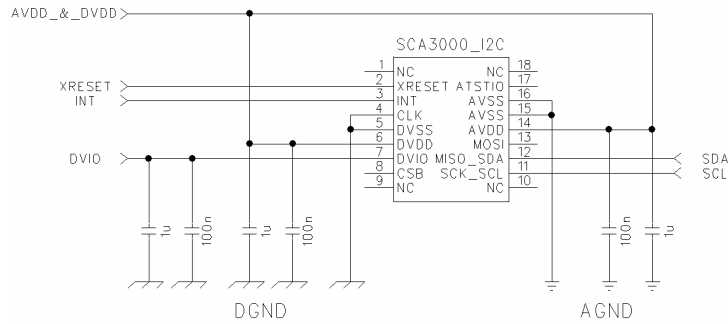 AVDD_&_DVDD
SCA3000_I2C
1 NC NC 18
XRESET 2 XRESET ATSTIO 17
INT 3 INT AVSS 16
4 CLK AVSS 15
5 DVSS AVDD 14
6 DVDD MOSI 13
DVIO 7 DVIO MISO_SDA 12 SDA
8 CSB SCK_SCL 11 SCL
9 NC NC 10
1u 100n 1u 100n 100n 1u
DGND AGND